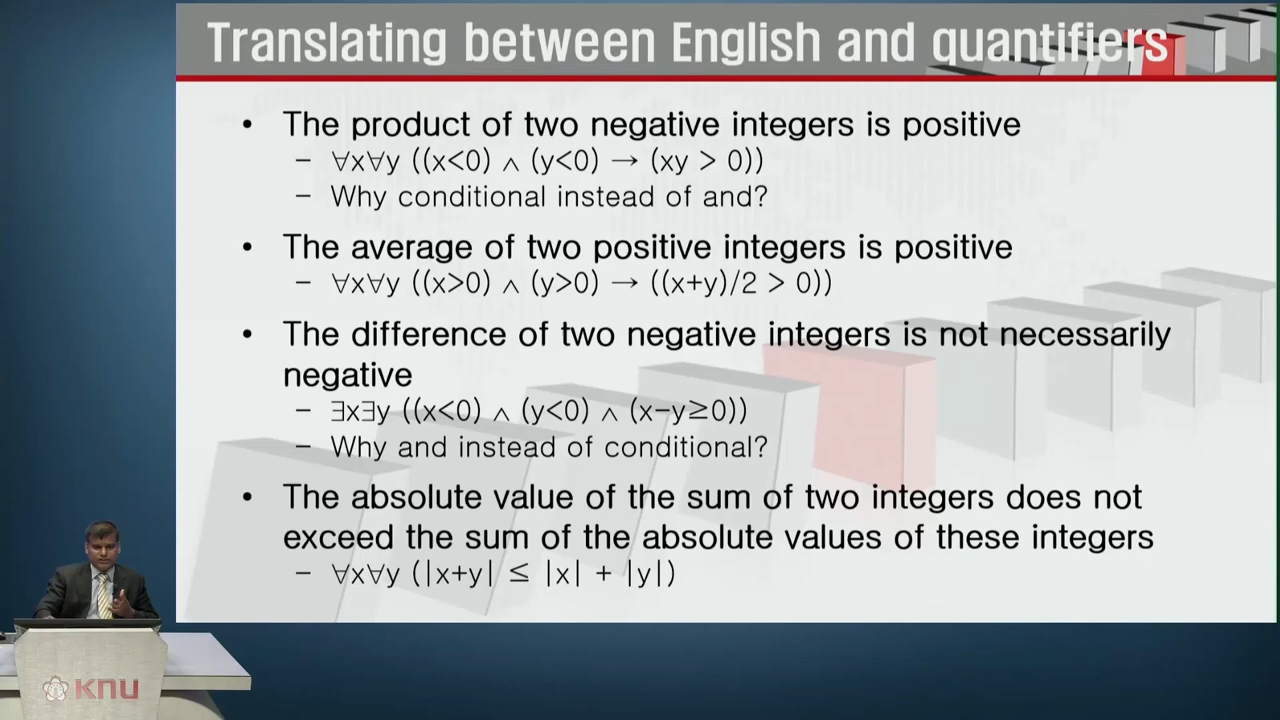 Translating between English and quantifiers
• The product of two negative integers is positive
– ∀x∀y ((x<0) ∧ (y<0) → (xy > 0))
– Why conditional instead of and?
• The average of two positive integers is positive
– ∀x∀y ((x>0) ∧ (y>0) → ((x+y)/2 > 0))
• The difference of two negative integers is not necessarily
negative
– ∃x∃y ((x<0) ∧ (y<0) ∧ (x−y≥0))
– Why and instead of conditional?
• The absolute value of the sum of two integers does not
exceed the sum of the absolute values of these integers
– ∀x∀y (|x+y| ≤ |x| + |y|)
KNU